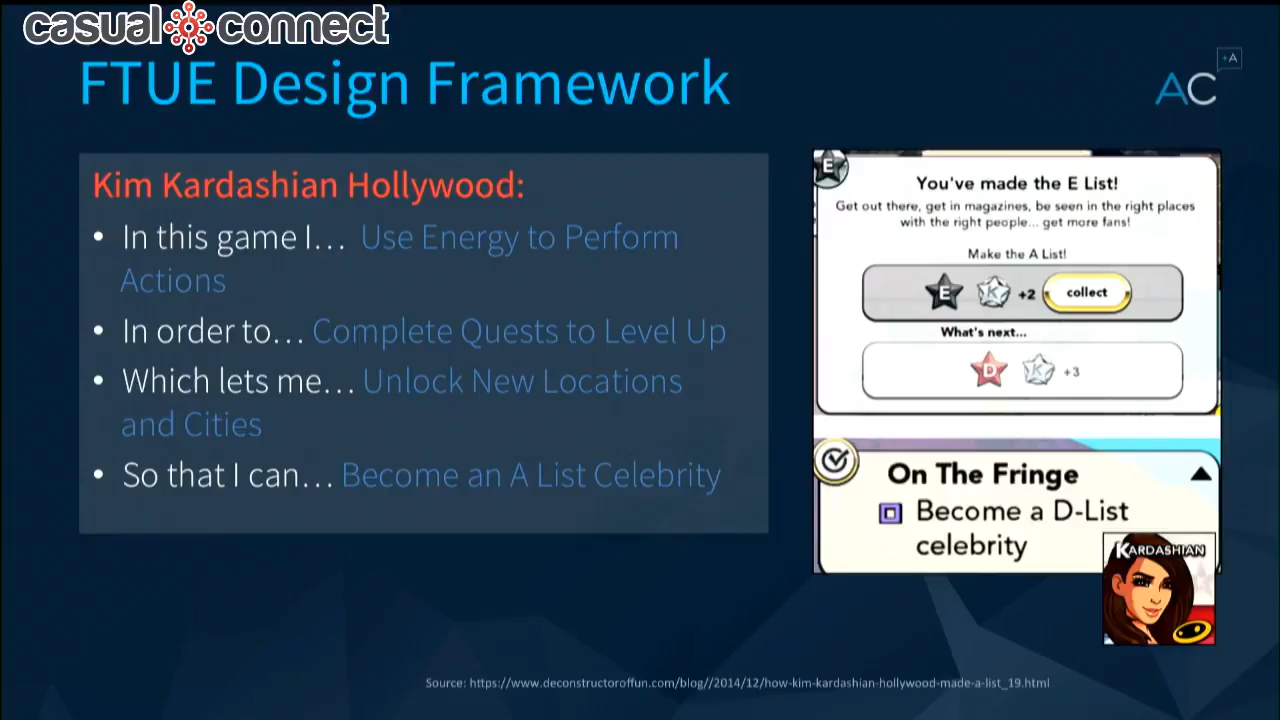 casual connect
FTUE Design Framework
+A
AC
Kim Kardashian Hollywood:
• In this game I… Use Energy to Perform
Actions
• In order to… Complete Quests to Level Up
• Which lets me… Unlock New Locations
and Cities
• So that I can… Become an A List Celebrity
E
You've made the E List!
Get out there, get in magazines, be seen in the right places
with the right people... get more fans!
Make the A List!
E K +2 collect
What's next...
D K +3
On The Fringe
Become a D-List
celebrity
KARDASHIAN
Source: https://www.deconstructoroffun.com/blog//2014/12/how-kim-kardashian-hollywood-made-a-list_19.html